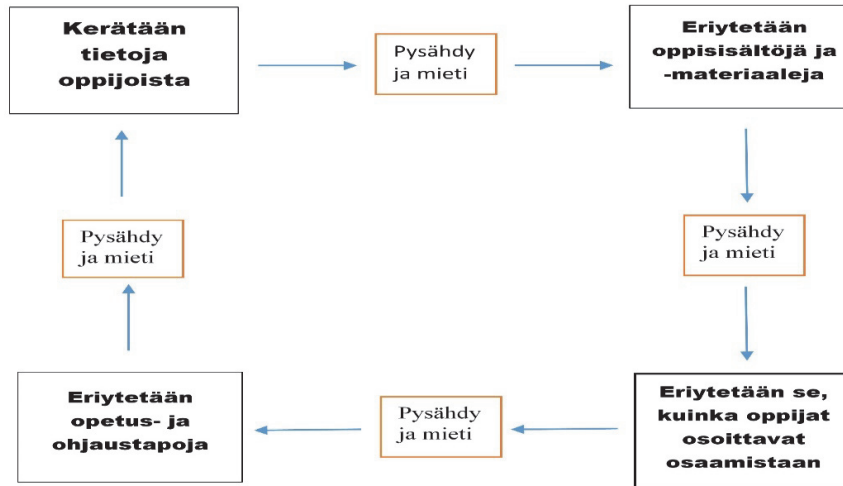 Kerätään
tietoja
oppijoista
Pysähdy
ja mieti
Eriytetään
oppisisältöjä ja
-materiaaleja
Pysähdy
ja mieti
Eriytetään se,
kuinka oppijat
osoittavat
osaamistaan
Pysähdy
ja mieti
Eriytetään
opetus- ja
ohjaustapoja
Pysähdy
ja mieti